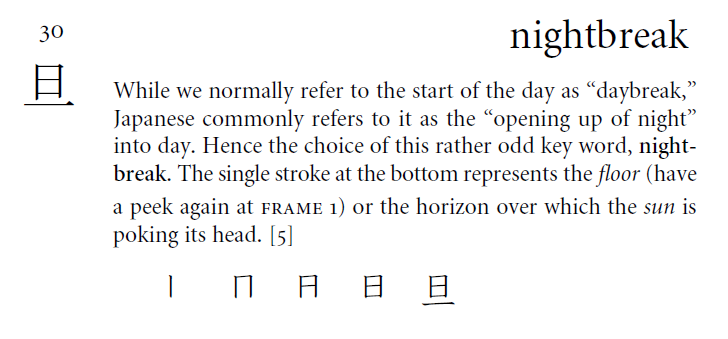 30
nightbreak
旦
While we normally refer to the start of the day as “daybreak,”
Japanese commonly refers to it as the “opening up of night”
into day. Hence the choice of this rather odd key word, night-
break. The single stroke at the bottom represents the floor (have
a peek again at FRAME 1) or the horizon over which the sun is
poking its head. [5]
丨 冂 日 日 旦